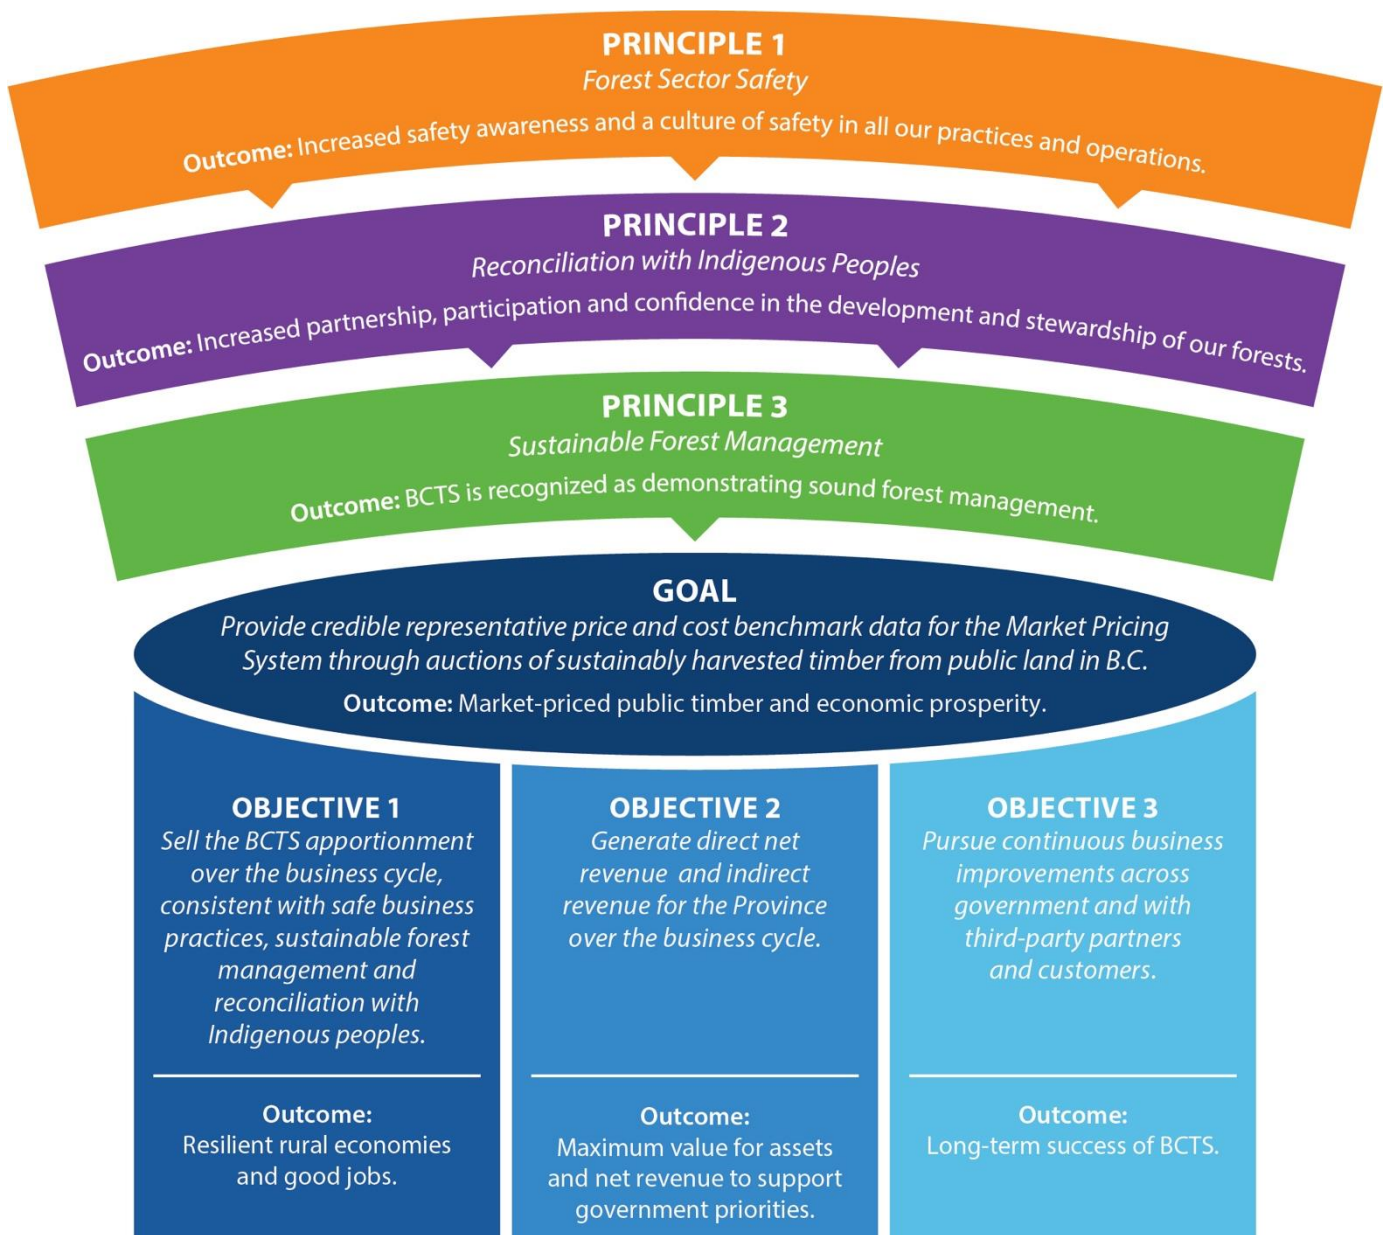 PRINCIPLE 1
Forest Sector Safety
Outcome: Increased safety awareness and a culture of safety in all our practices and operations.
PRINCIPLE 2
Reconciliation with Indigenous Peoples
Outcome: Increased partnership, participation and confidence in the development and stewardship of our forests.
PRINCIPLE 3
Sustainable Forest Management
Outcome: BCTS is recognized as demonstrating sound forest management.
GOAL
Provide credible representative price and cost benchmark data for the Market Pricing
System through auctions of sustainably harvested timber from public land in B.C.
Outcome: Market-priced public timber and economic prosperity.
OBJECTIVE 1
Sell the BCTS apportionment
over the business cycle,
consistent with safe business
practices, sustainable forest
management and
reconciliation with
Indigenous peoples.
Outcome:
Resilient rural economies
and good jobs.
OBJECTIVE 2
Generate direct net
revenue and indirect
revenue for the Province
over the business cycle.
Outcome:
Maximum value for assets
and net revenue to support
government priorities.
OBJECTIVE 3
Pursue continuous business
improvements across
government and with
third-party partners
and customers.
Outcome:
Long-term success of BCTS.